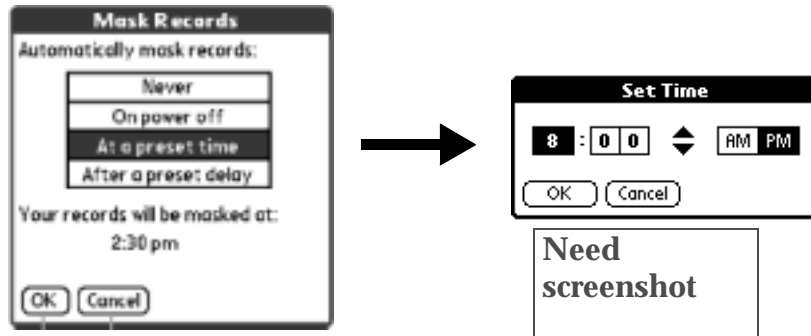 Mask Records
Automatically mask records:
Never
On power off
At a preset time
After a preset delay
Your records will be masked at:
2:30 pm
OK Cancel
Set Time
8 : 0 0 AM PM
OK Cancel
Need
screenshot